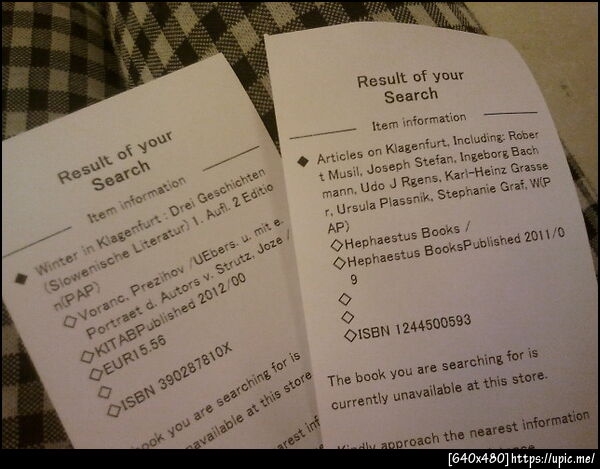 Result of your
Search
Item information
◆ Winter in Klagenfurt : Drei Geschichten
(Slowenische Literatur) 1. Aufl. 2 Editio
n(PAP)
◇Voranc, Prezihov /UEbers. u. mit e.
Portraet d. Autors v. Strutz, Joze /
◇KITABPublished 2012/00
◇EUR15.56
◇
◇ISBN 390287810X
book you are searching for is
unavailable at this store
Result of your
Search
Item information
◆ Articles on Klagenfurt, Including: Rober
t Musil, Joseph Stefan, Ingeborg Bach
mann, Udo J Rgens, Karl-Heinz Grasse
r, Ursula Plassnik, Stephanie Graf, W(P
AP)
◇Hephaestus Books /
◇Hephaestus BooksPublished 2011/0
9
◇
◇
◇ISBN 1244500593
The book you are searching for is
currently unavailable at this store.
Kindly approach the nearest information
[640x480]https://upic.me/